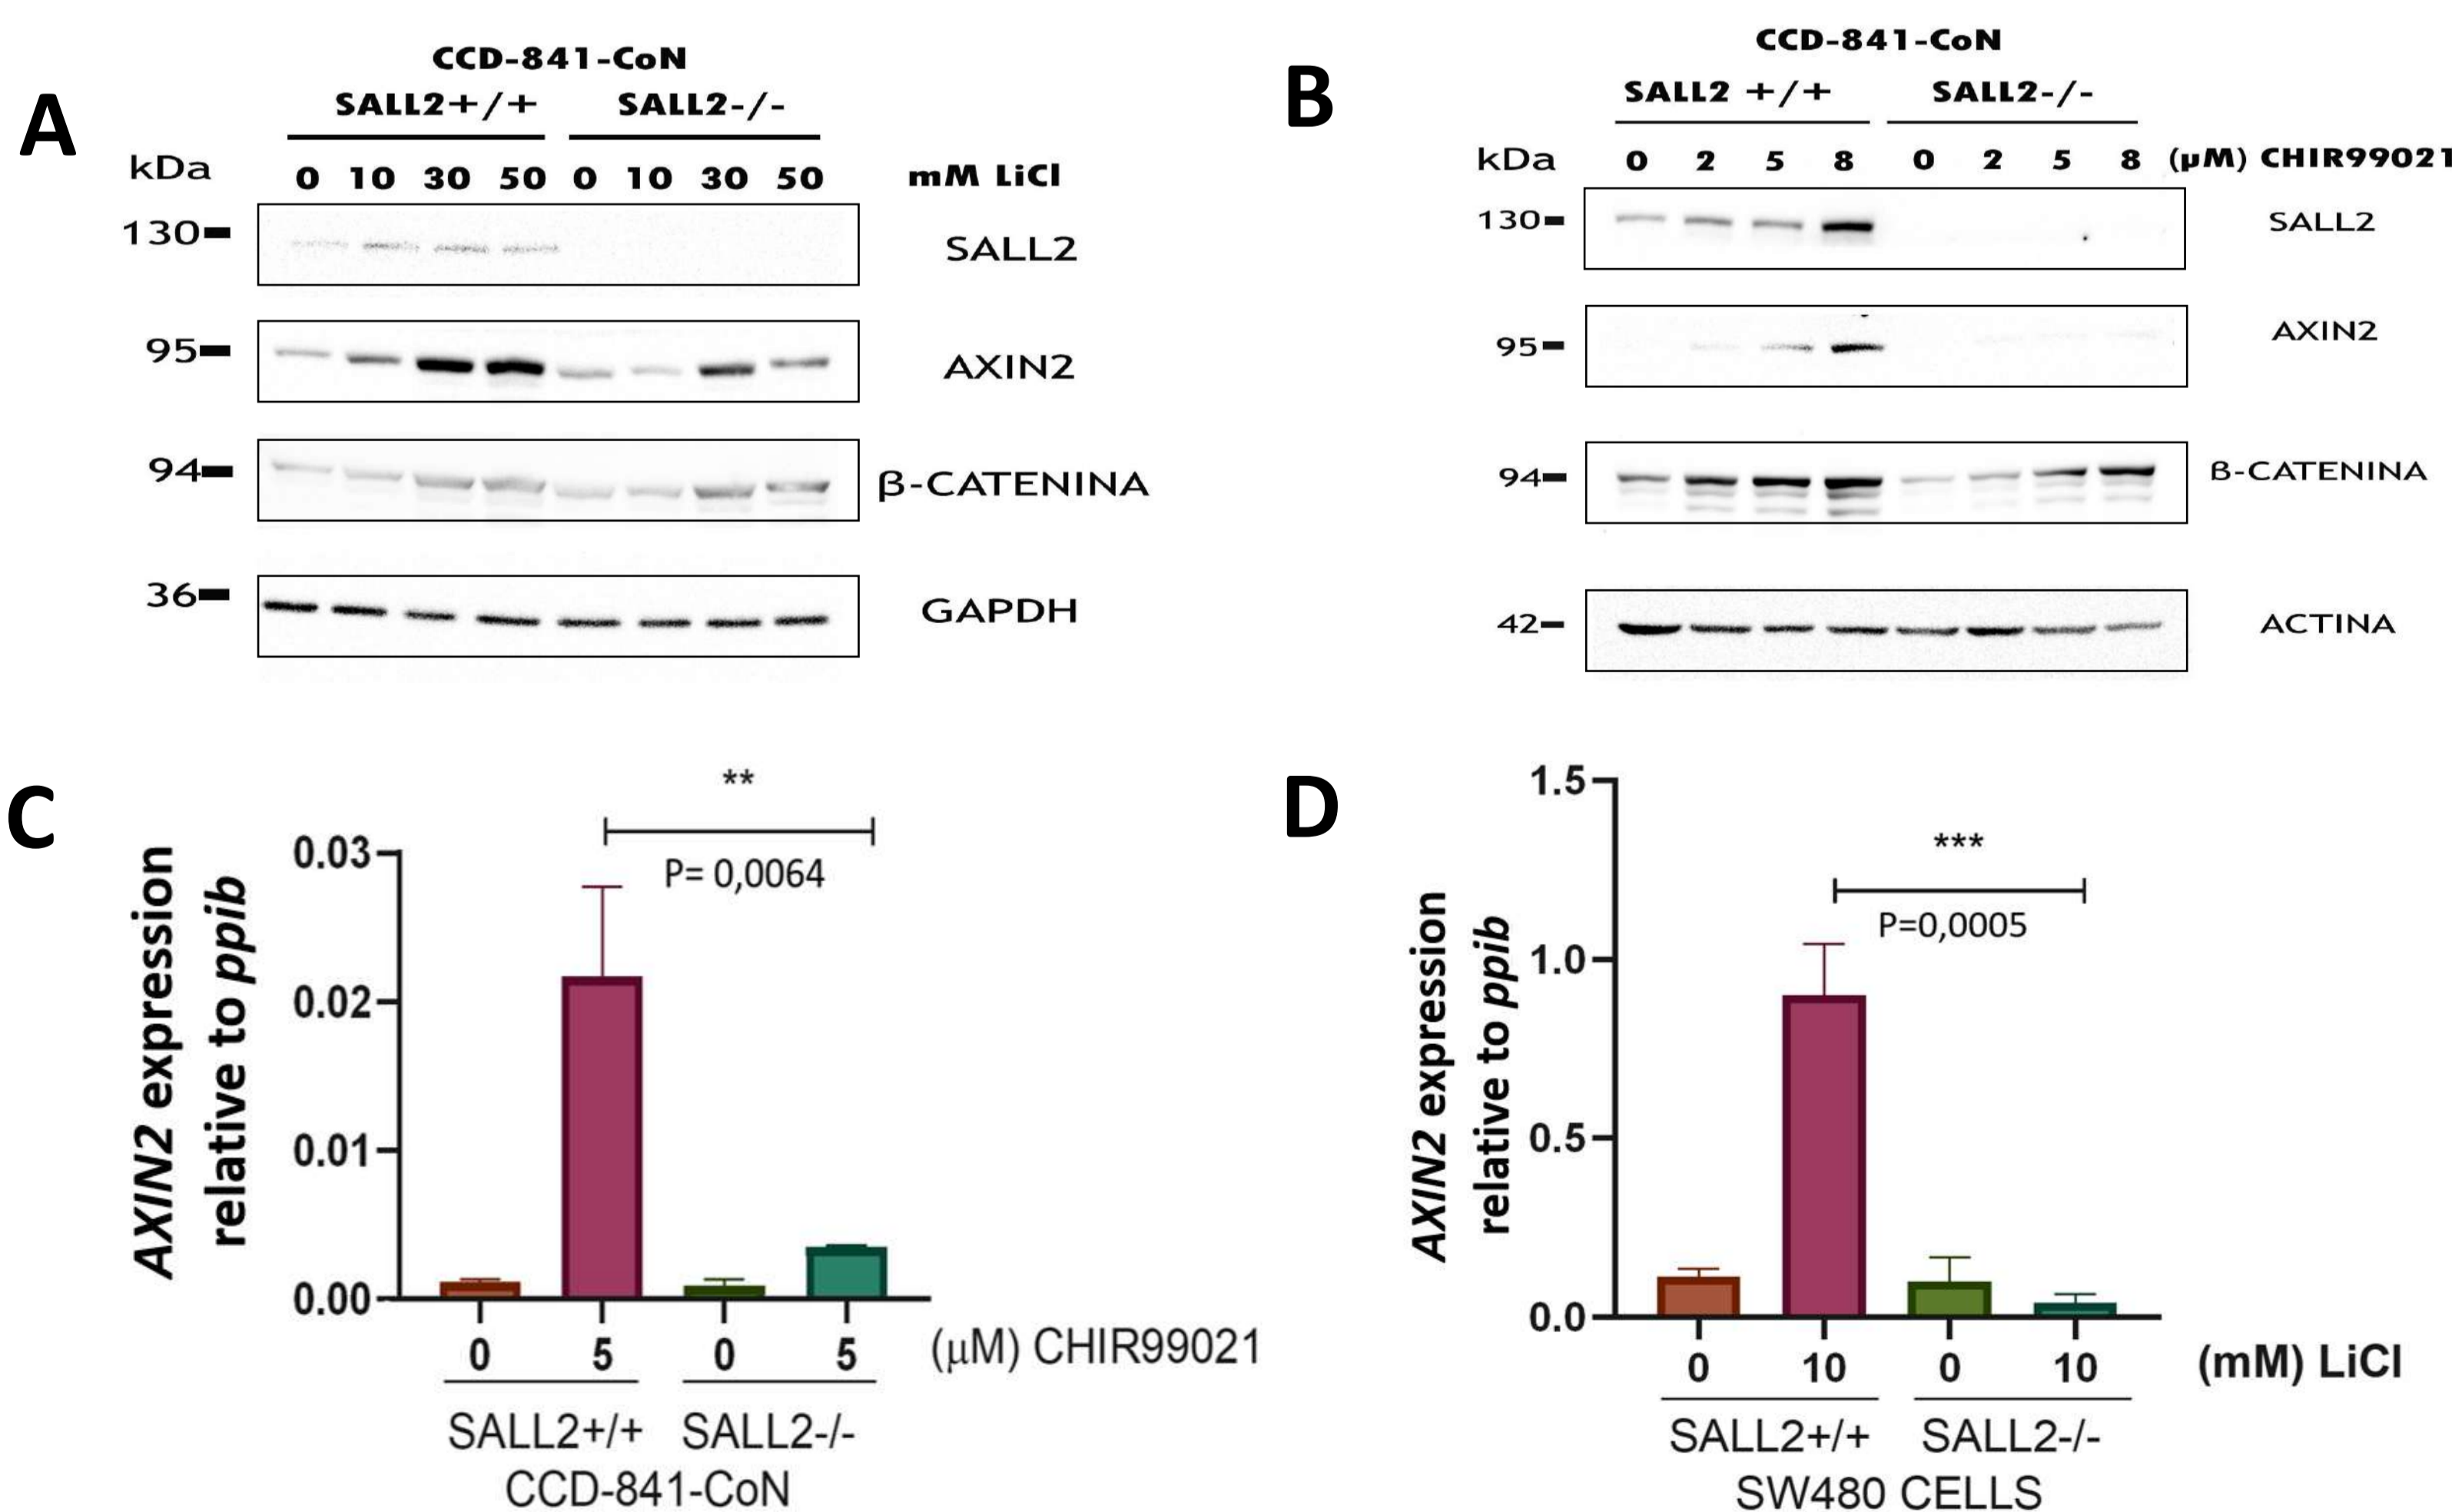 A
CCD-841-CoN
SALL2+/+ SALL2-/-
kDa 0 10 30 50 0 10 30 50 mM LiCl
130 SALL2
95 AXIN2
94 β-CATENINA
36 GAPDH
B
CCD-841-CoN
SALL2 +/+ SALL2-/-
kDa 0 2 5 8 0 2 5 8 (μM) CHIR99021
130 SALL2
95 AXIN2
94 β-CATENINA
42 ACTINA
C
AXIN2 expression
relative to ppib
**
P= 0,0064
0.03
0.02
0.01
0.00
0 5 0 5 (μM) CHIR99021
SALL2+/+ SALL2-/-
CCD-841-CoN
D
AXIN2 expression
relative to ppib
1.5
***
P=0,0005
1.0
0.5
0.0
0 10 0 10 (mM) LiCl
SALL2+/+ SALL2-/-
SW480 CELLS